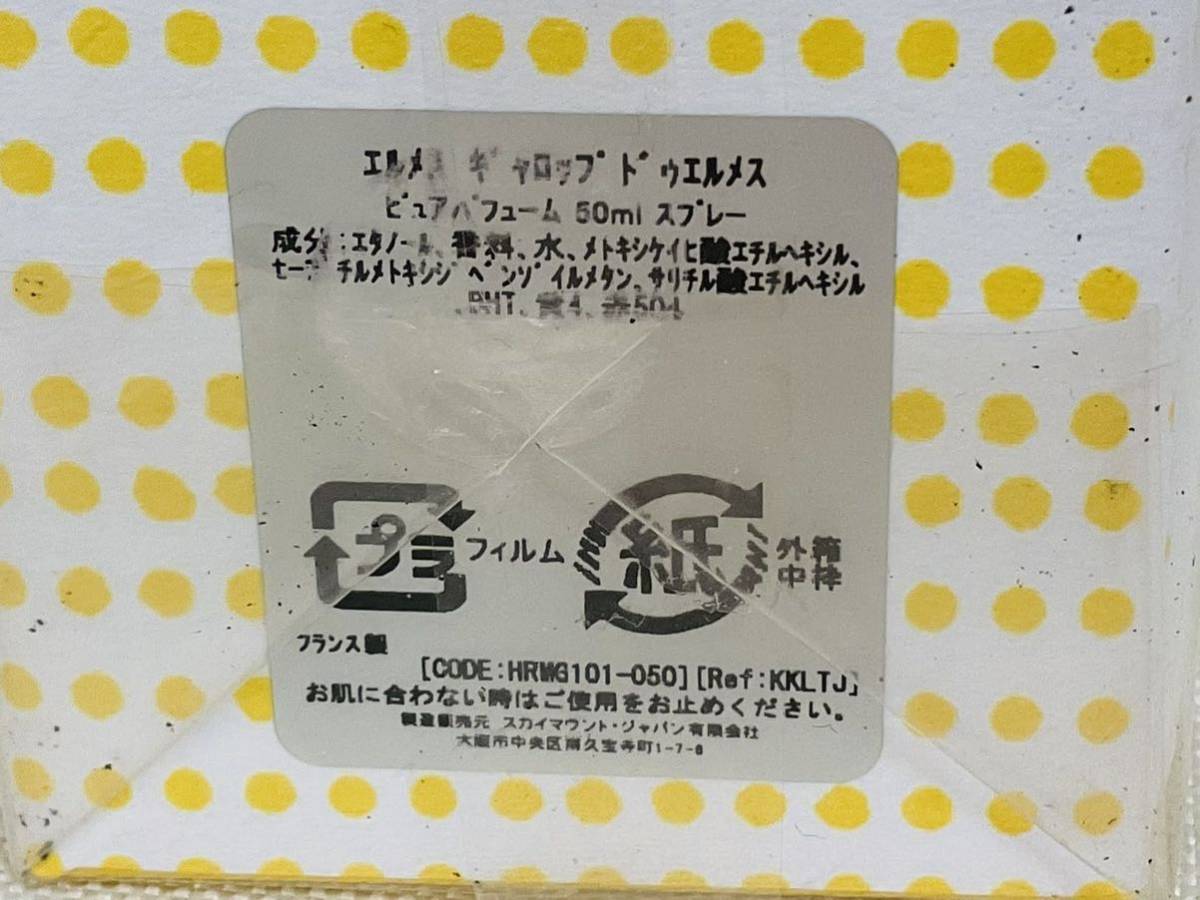 エルメス ギャロップ ドゥエルメス
ピュアパフューム 50ml スプレー
成分:エタノール、香料、水、メトキシケイヒ酸エチルヘキシル、
チルメトキシジベンゾイルメタン、サリチル酸エチルヘキシル
、BHT、黄4、赤504
プラ
フィルム
紙
外箱
中枠
フランス製
[CODE:HRMG101-050][Ref:KKLTJ]
お肌に合わない時はご使用をお止めください。
製造販売元 スカイマウント・ジャパン有限会社
大阪市中央区南久宝寺町1-7-8